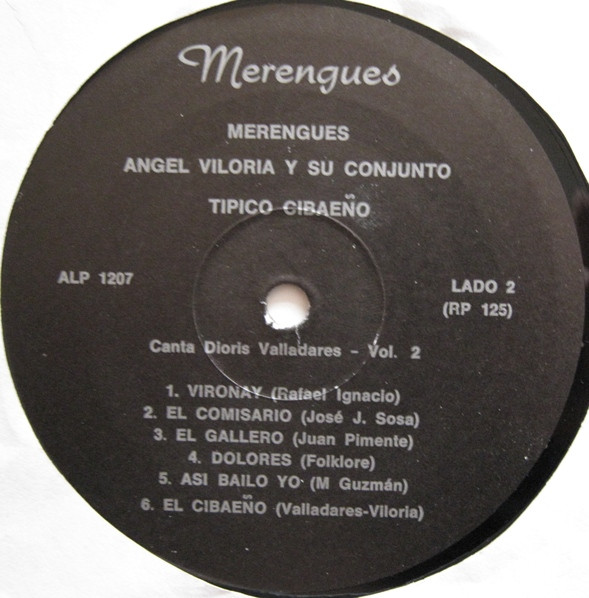 Merengues
MERENGUES
ANGEL VILORIA Y SU CONJUNTO
TIPICO CIBAEÑO
ALP 1207
LADO 2
(RP 125)
Canta Dioris Valladares - Vol. 2
1. VIRONAY (Rafael Ignacio)
2. EL COMISARIO (José J. Sosa)
3. EL GALLERO (Juan Pimente)
4. DOLORES (Folklore)
5. ASI BAILO YO (M Guzmán)
6. EL CIBAEÑO (Valladares-Viloria)